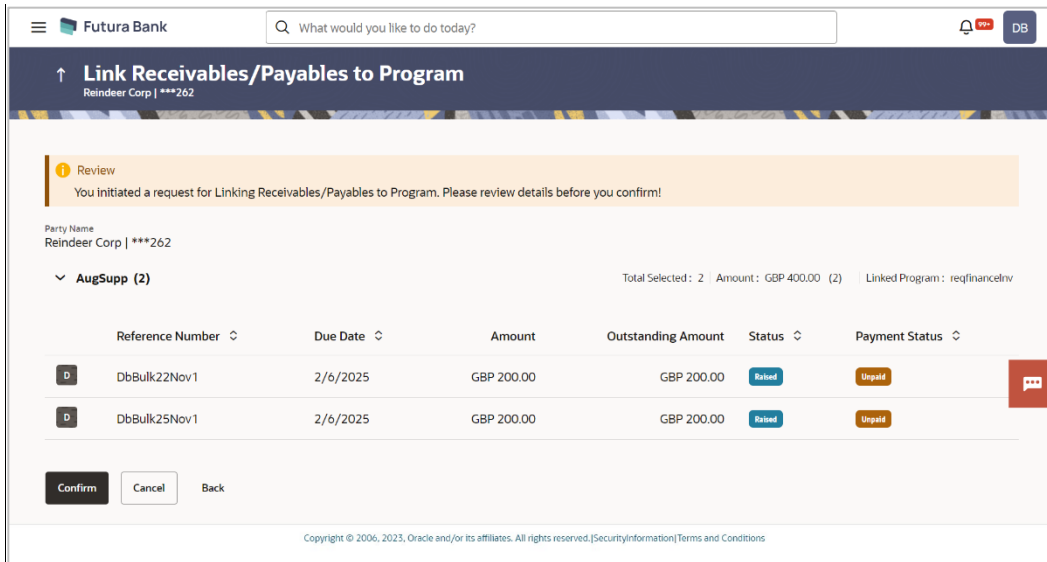 Futura Bank
What would you like to do today?
99+
DB
Link Receivables/Payables to Program
Reindeer Corp | ***262
Review
You initiated a request for Linking Receivables/Payables to Program. Please review details before you confirm!
Party Name
Reindeer Corp | ***262
AugSupp (2) Total Selected : 2 Amount : GBP 400.00 (2) Linked Program : reqfinanceInv
Reference Number Due Date Amount Outstanding Amount Status Payment Status
D DbBulk22Nov1 2/6/2025 GBP 200.00 GBP 200.00 Raised Unpaid
D DbBulk25Nov1 2/6/2025 GBP 200.00 GBP 200.00 Raised Unpaid
Confirm Cancel Back
Copyright © 2006, 2023, Oracle and/or its affiliates. All rights reserved.|SecurityInformation|Terms and Conditions